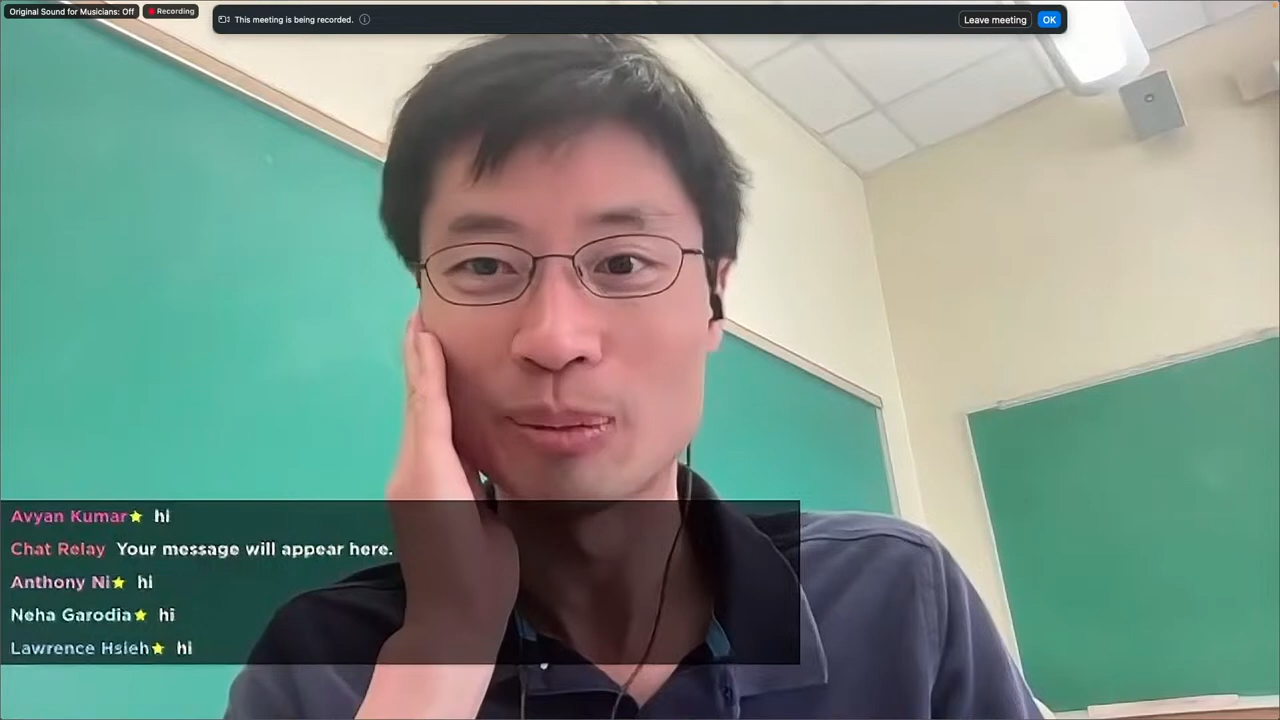 Original Sound for Musicians: Off
Recording
This meeting is being recorded.
Leave meeting
OK
Avyan Kumar hi
Chat Relay Your message will appear here.
Anthony Ni hi
Neha Garodia hi
Lawrence Hsieh hi